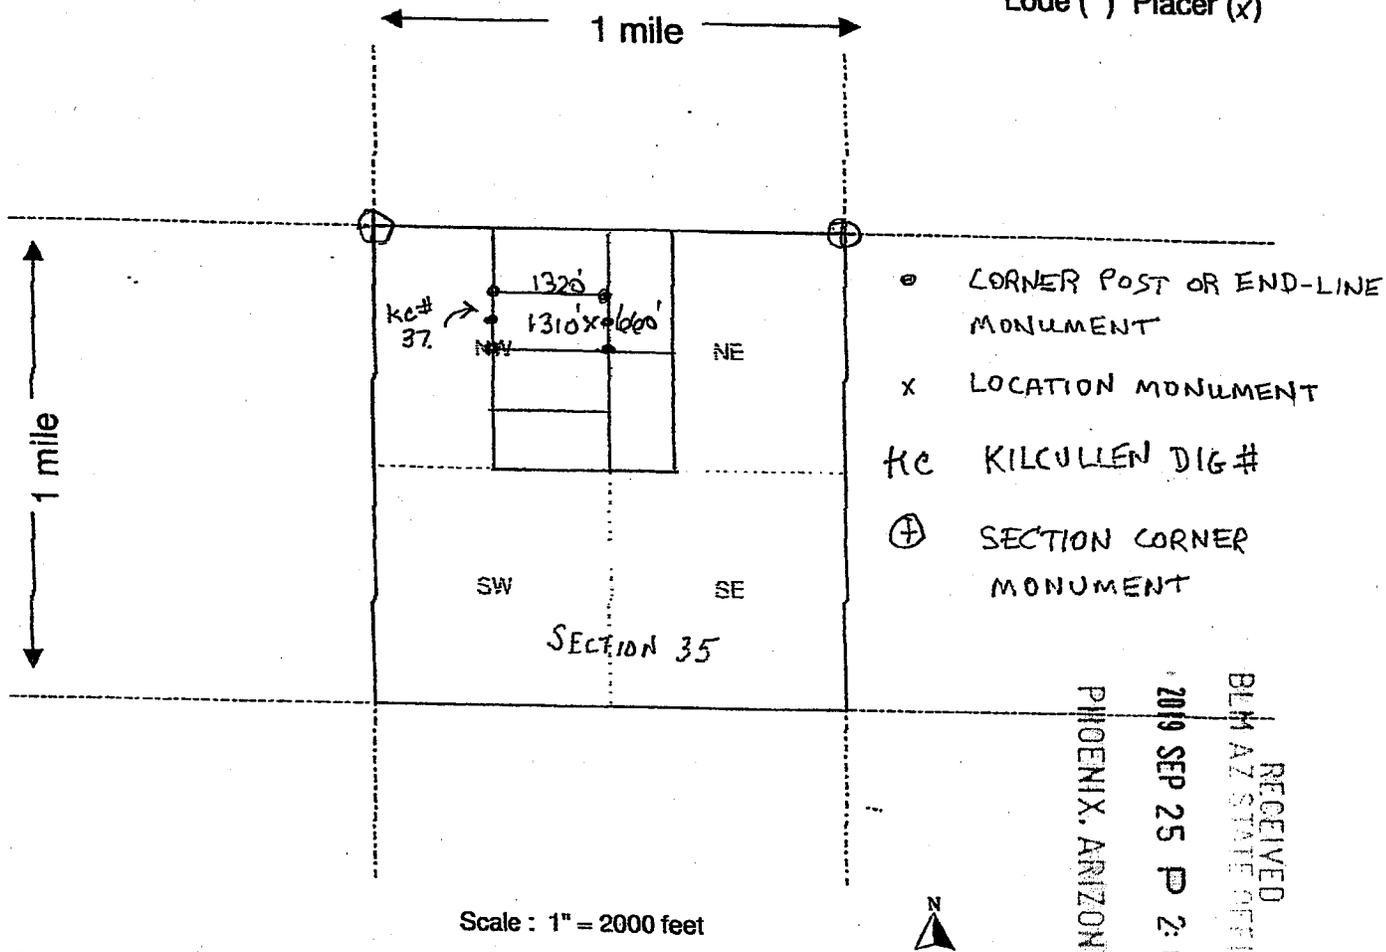 Lode ( ) Placer (x)
1 mile
1 mile
kc#
37.
1320'
1310'x 660'
NW
NE
SW
SE
SECTION 35
CORNER POST OR END-LINE
MONUMENT
x LOCATION MONUMENT
KC KILCULLEN DIG #
SECTION CORNER
MONUMENT
RECEIVED
BLM AZ STATE OFFI
2019 SEP 25 P 2:
PHOENIX, ARIZON
Scale : 1" = 2000 feet
N